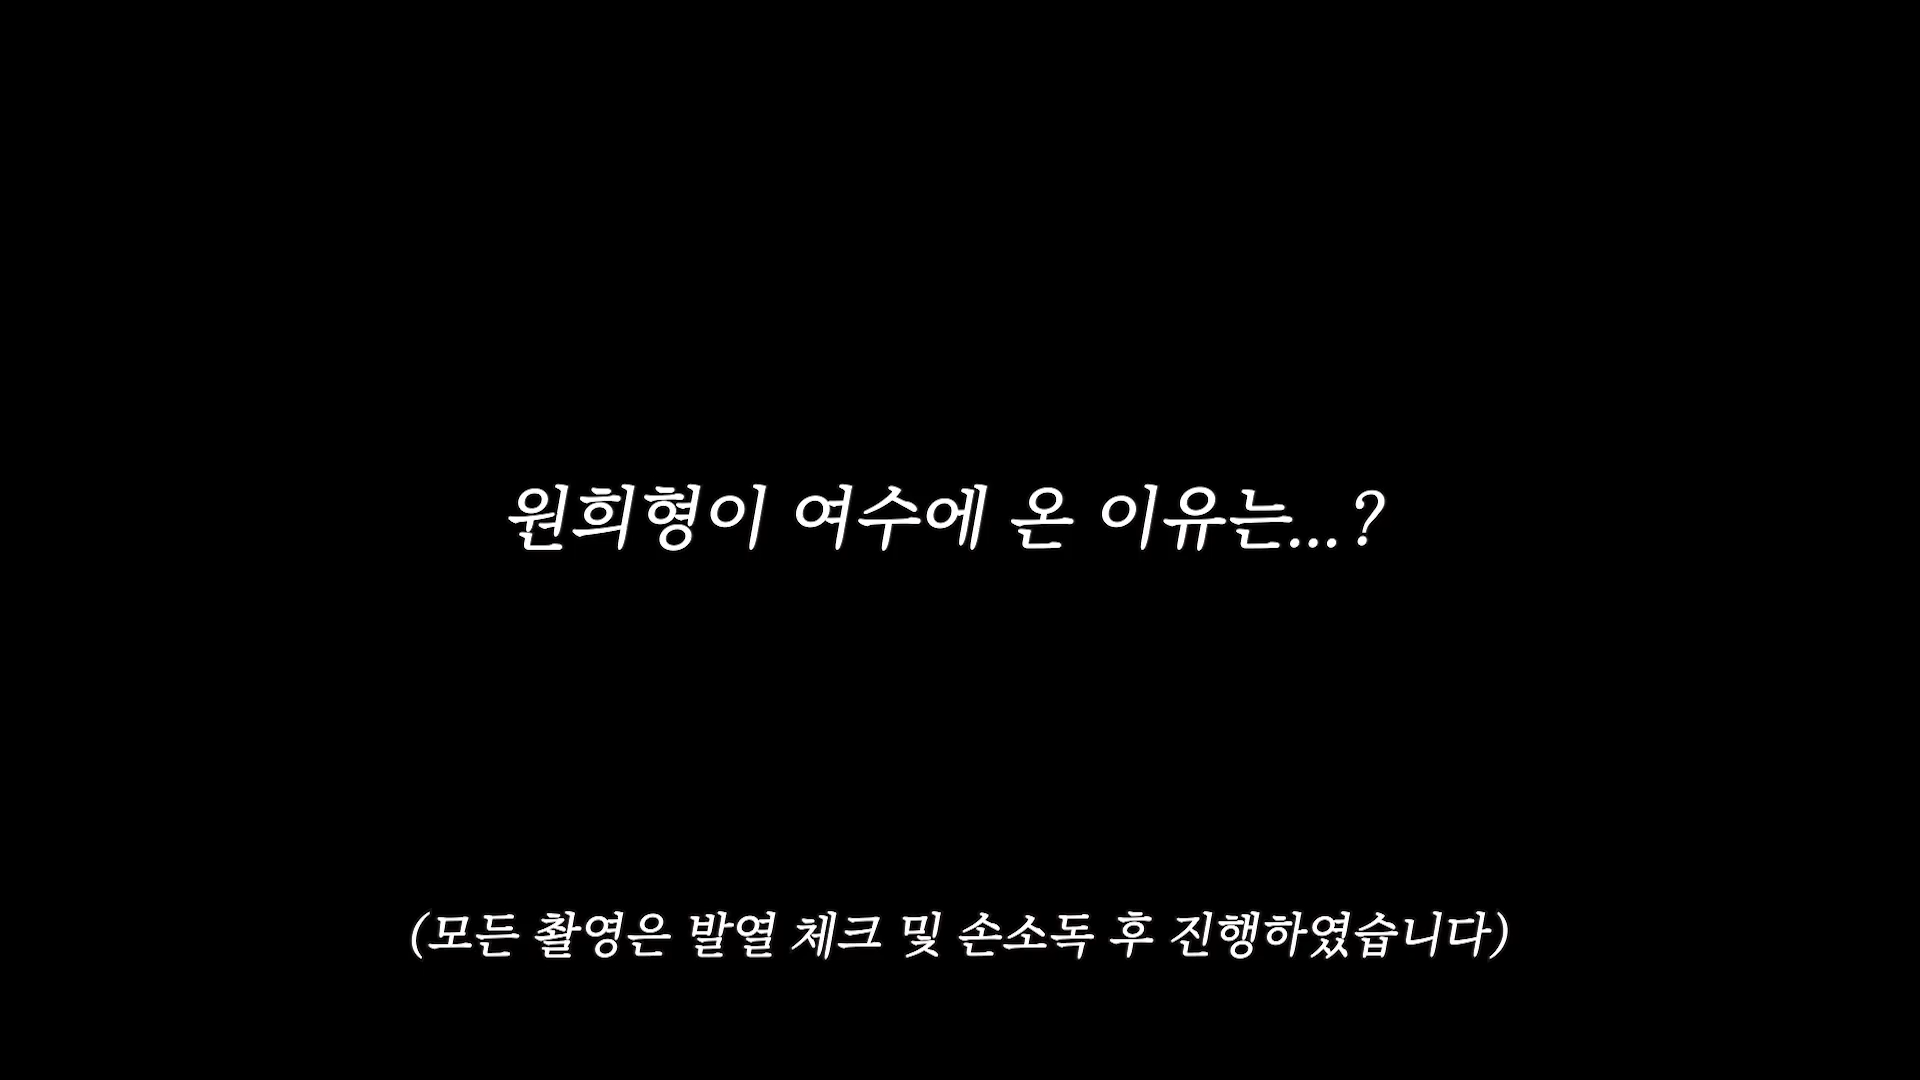 원희형이 여수에 온 이유는...?
(모든 촬영은 발열 체크 및 손소독 후 진행하였습니다)